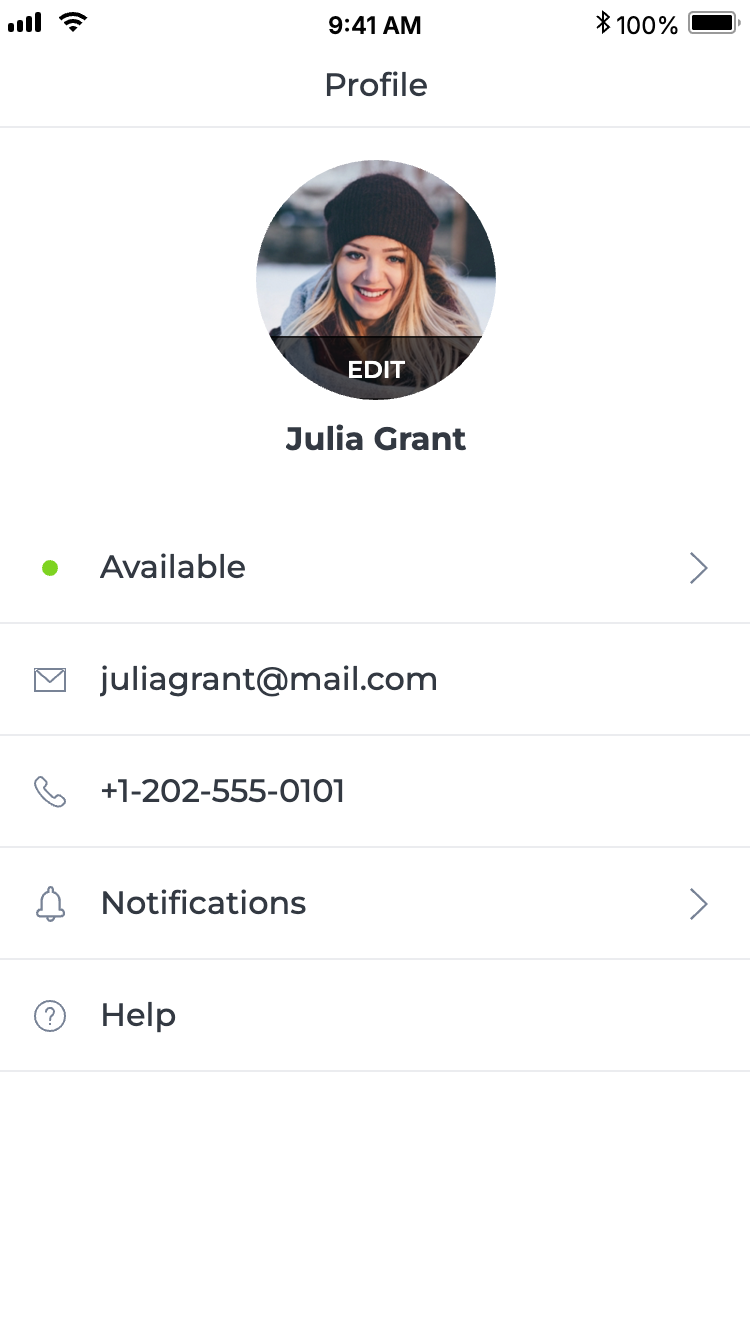 9:41 AM 100%
Profile
EDIT
Julia Grant
Available
juliagrant@mail.com
+1-202-555-0101
Notifications
? Help